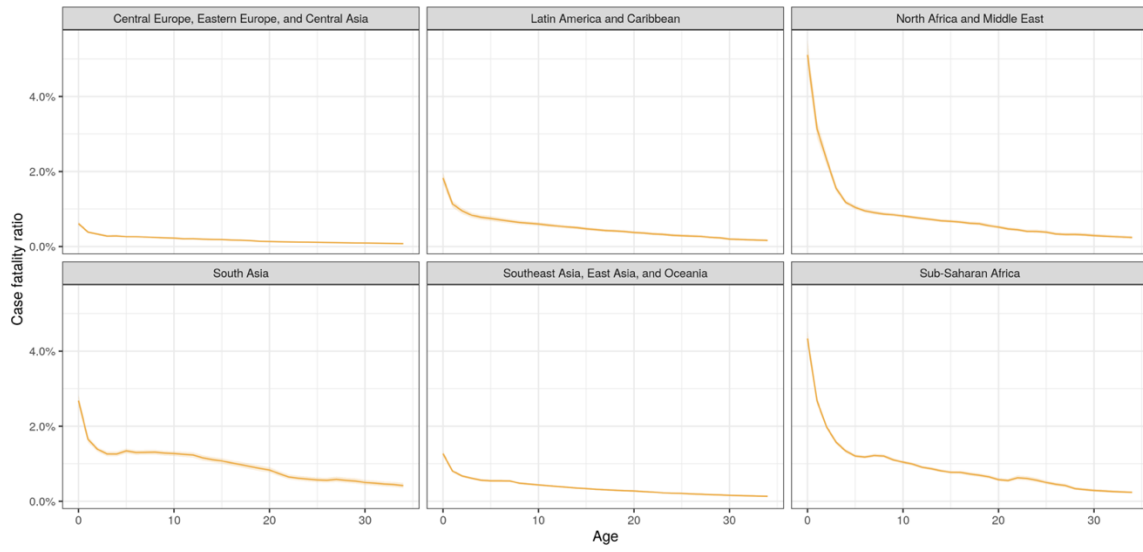 Central Europe, Eastern Europe, and Central Asia
Latin America and Caribbean
North Africa and Middle East
4.0%
2.0%
0.0%
South Asia
Southeast Asia, East Asia, and Oceania
Sub-Saharan Africa
4.0%
2.0%
0.0%
Case fatality ratio
0 10 20 30
0 10 20 30
0 10 20 30
Age